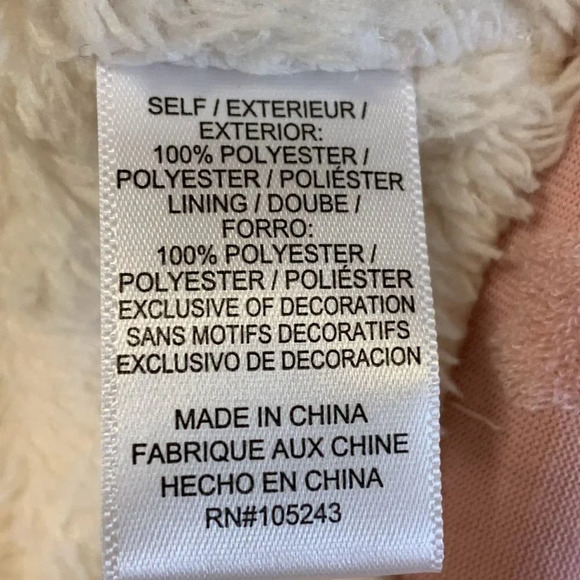 SELF / EXTERIEUR /
EXTERIOR:
100% POLYESTER /
POLYESTER / POLIÉSTER
LINING / DOUBE /
FORRO:
100% POLYESTER /
POLYESTER / POLIÉSTER
EXCLUSIVE OF DECORATION
SANS MOTIFS DECORATIFS
EXCLUSIVO DE DECORACION
MADE IN CHINA
FABRIQUE AUX CHINE
HECHO EN CHINA
RN#105243